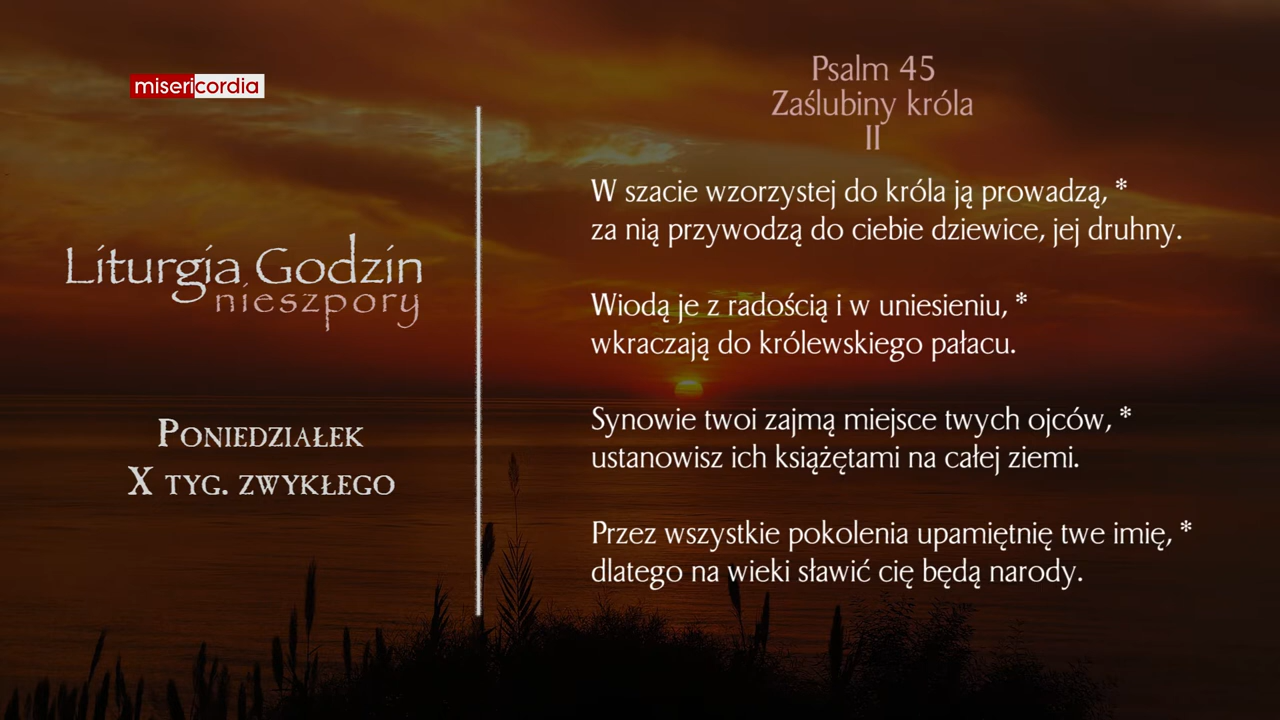 misericordia
Liturgia Godzin
nieszpory
Poniedziałek
X tyg. zwykłego
Psalm 45
Zaślubiny króla
II
W szacie wzorzystej do króla ją prowadzą, *
za nią przywodzą do ciebie dziewice, jej druhny.
Wiodą je z radością i w uniesieniu, *
wkraczają do królewskiego pałacu.
Synowie twoi zajmą miejsce twych ojców, *
ustanowisz ich książętami na całej ziemi.
Przez wszystkie pokolenia upamiętnię twe imię, *
dlatego na wieki sławić cię będą narody.